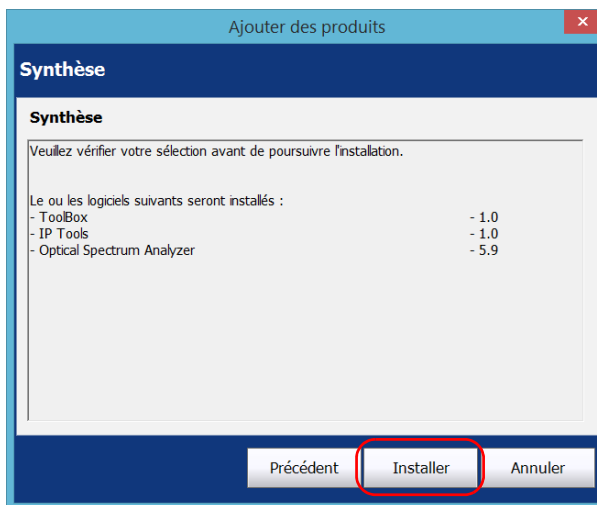 Ajouter des produits
Synthèse
Synthèse
Veuillez vérifier votre sélection avant de poursuivre l'installation.
Le ou les logiciels suivants seront installés :
- ToolBox - 1.0
- IP Tools - 1.0
- Optical Spectrum Analyzer - 5.9
Précédent Installer Annuler